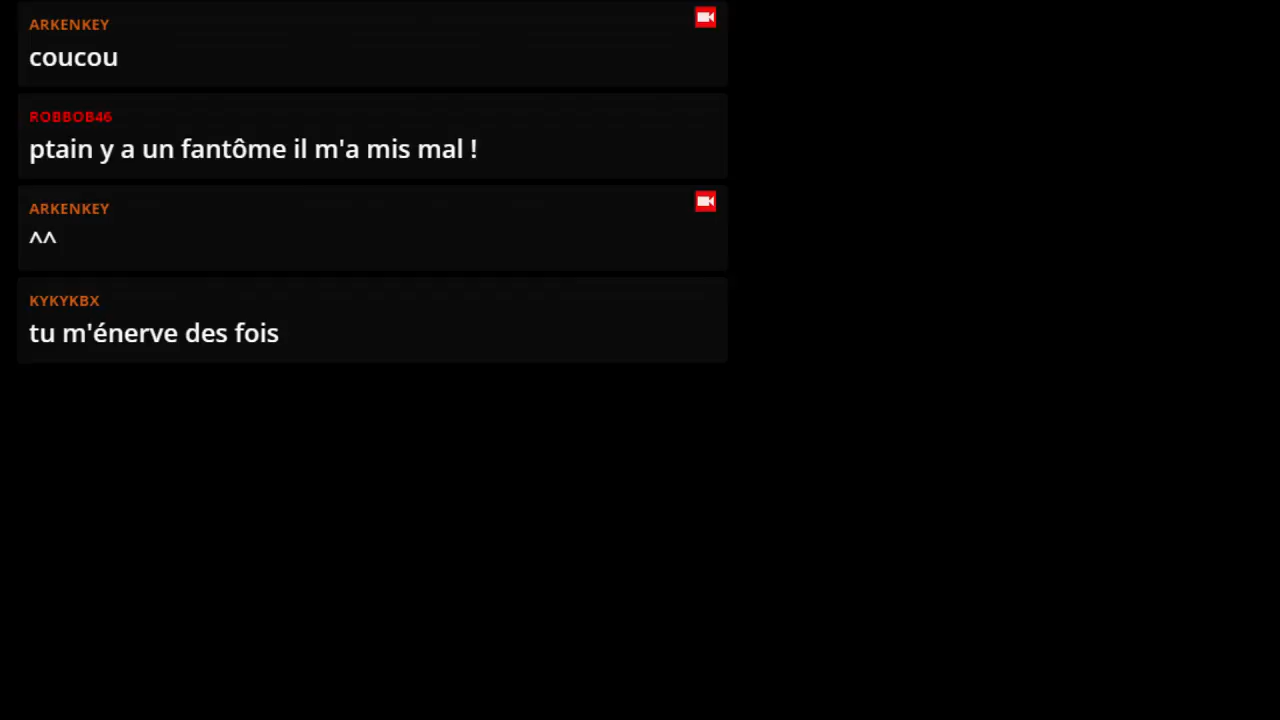 ARKENKEY
coucou
ROBBOB46
ptain y a un fantôme il m'a mis mal !
ARKENKEY
^^
KYKYKBX
tu m'énerve des fois